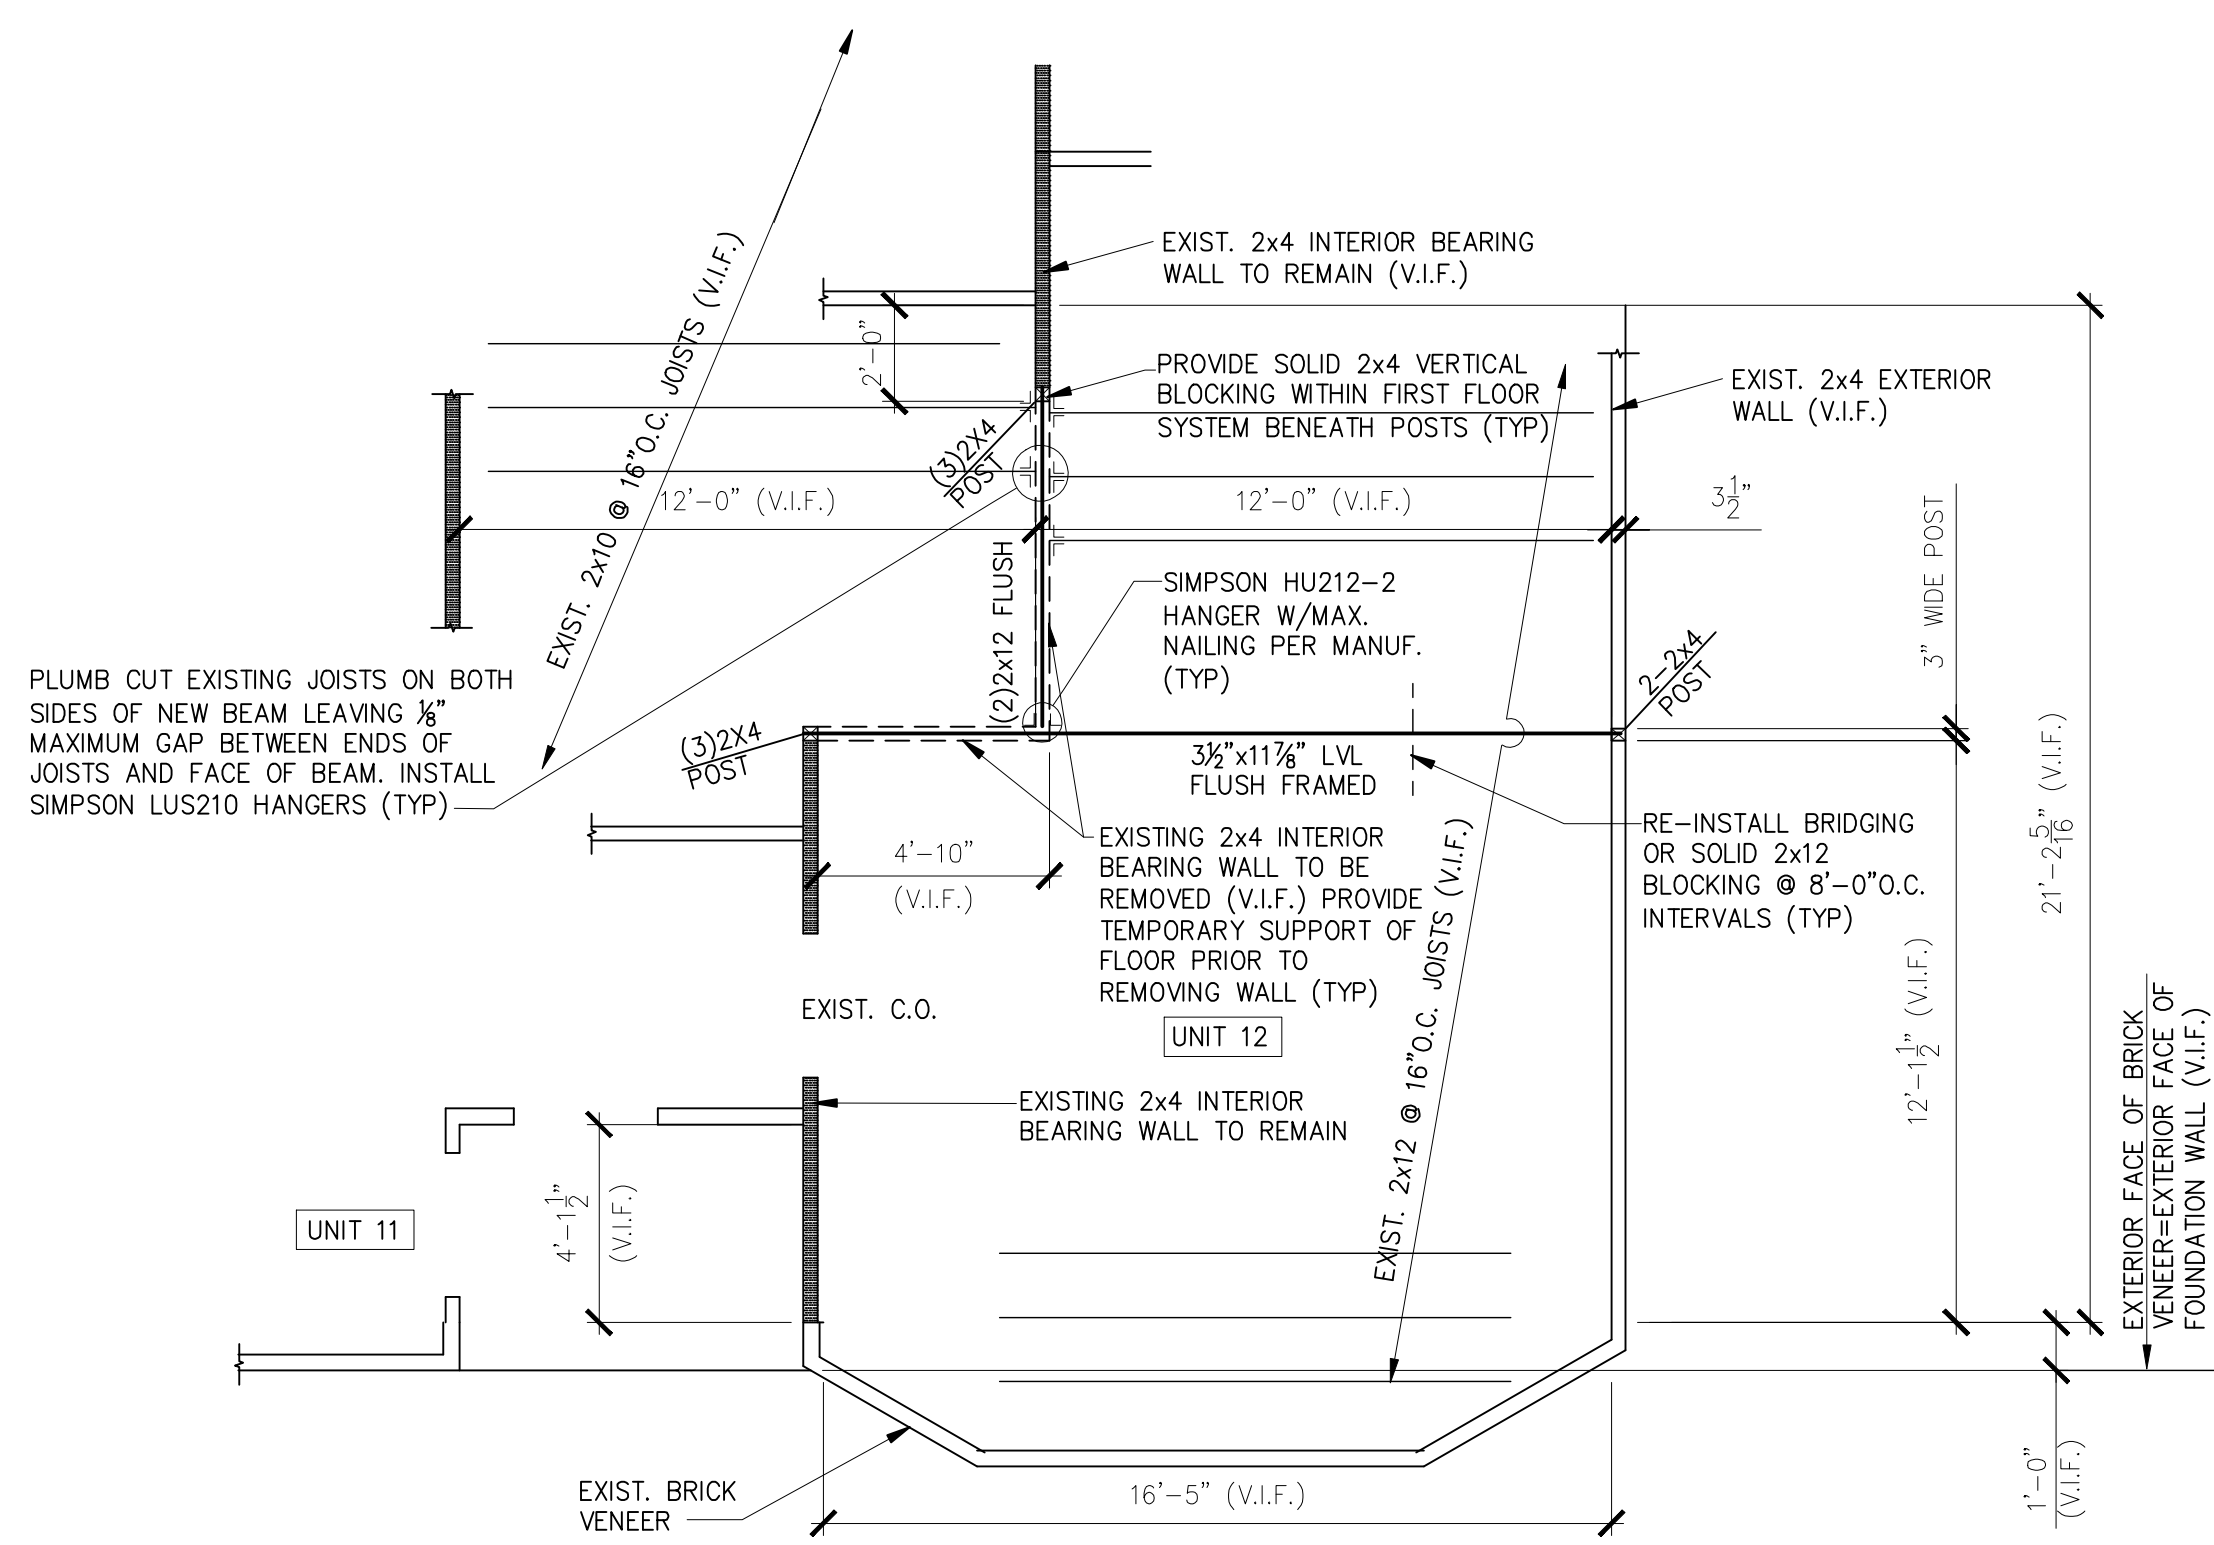 EXIST. 2x10 @ 16"O.C. JOISTS (V.I.F.)
EXIST. 2x4 INTERIOR BEARING
WALL TO REMAIN (V.I.F.)
2'-0"
PROVIDE SOLID 2x4 VERTICAL
BLOCKING WITHIN FIRST FLOOR
SYSTEM BENEATH POSTS (TYP)
EXIST. 2x4 EXTERIOR
WALL (V.I.F.)
(3)2X4
POST
12'-0" (V.I.F.)
12'-0" (V.I.F.)
3 1/2"
3" WIDE POST
(2)2x12 FLUSH
SIMPSON HU212-2
HANGER W/MAX.
NAILING PER MANUF.
(TYP)
2-2x4
POST
PLUMB CUT EXISTING JOISTS ON BOTH
SIDES OF NEW BEAM LEAVING 1/8"
MAXIMUM GAP BETWEEN ENDS OF
JOISTS AND FACE OF BEAM. INSTALL
SIMPSON LUS210 HANGERS (TYP)
(3)2X4
POST
3 1/2"x11 7/8" LVL
FLUSH FRAMED
21'-2 5/16" (V.I.F.)
4'-10"
(V.I.F.)
EXISTING 2x4 INTERIOR
BEARING WALL TO BE
REMOVED (V.I.F.) PROVIDE
TEMPORARY SUPPORT OF
FLOOR PRIOR TO
REMOVING WALL (TYP)
RE-INSTALL BRIDGING
OR SOLID 2x12
BLOCKING @ 8'-0"O.C.
INTERVALS (TYP)
EXIST. 2x12 @ 16"O.C. JOISTS (V.I.F.)
12'-1 1/2" (V.I.F.)
EXIST. C.O.
UNIT 12
EXISTING 2x4 INTERIOR
BEARING WALL TO REMAIN
EXTERIOR FACE OF BRICK
VENEER=EXTERIOR FACE OF
FOUNDATION WALL (V.I.F.)
UNIT 11
4'-1 1/2"
(V.I.F.)
EXIST. BRICK
VENEER
16'-5" (V.I.F.)
1'-0"
(V.I.F.)